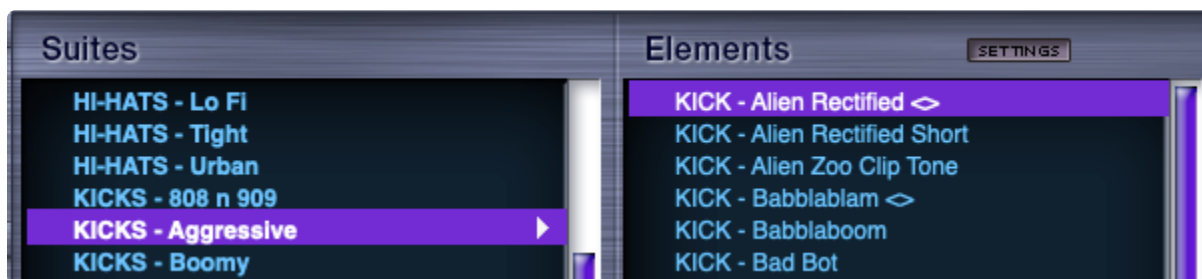 Suites
HI-HATS - Lo Fi
HI-HATS - Tight
HI-HATS - Urban
KICKS - 808 n 909
KICKS - Aggressive
KICKS - Boomy
Elements
SETTINGS
KICK - Alien Rectified <>
KICK - Alien Rectified Short
KICK - Alien Zoo Clip Tone
KICK - Babblablam <>
KICK - Babblaboom
KICK - Bad Bot